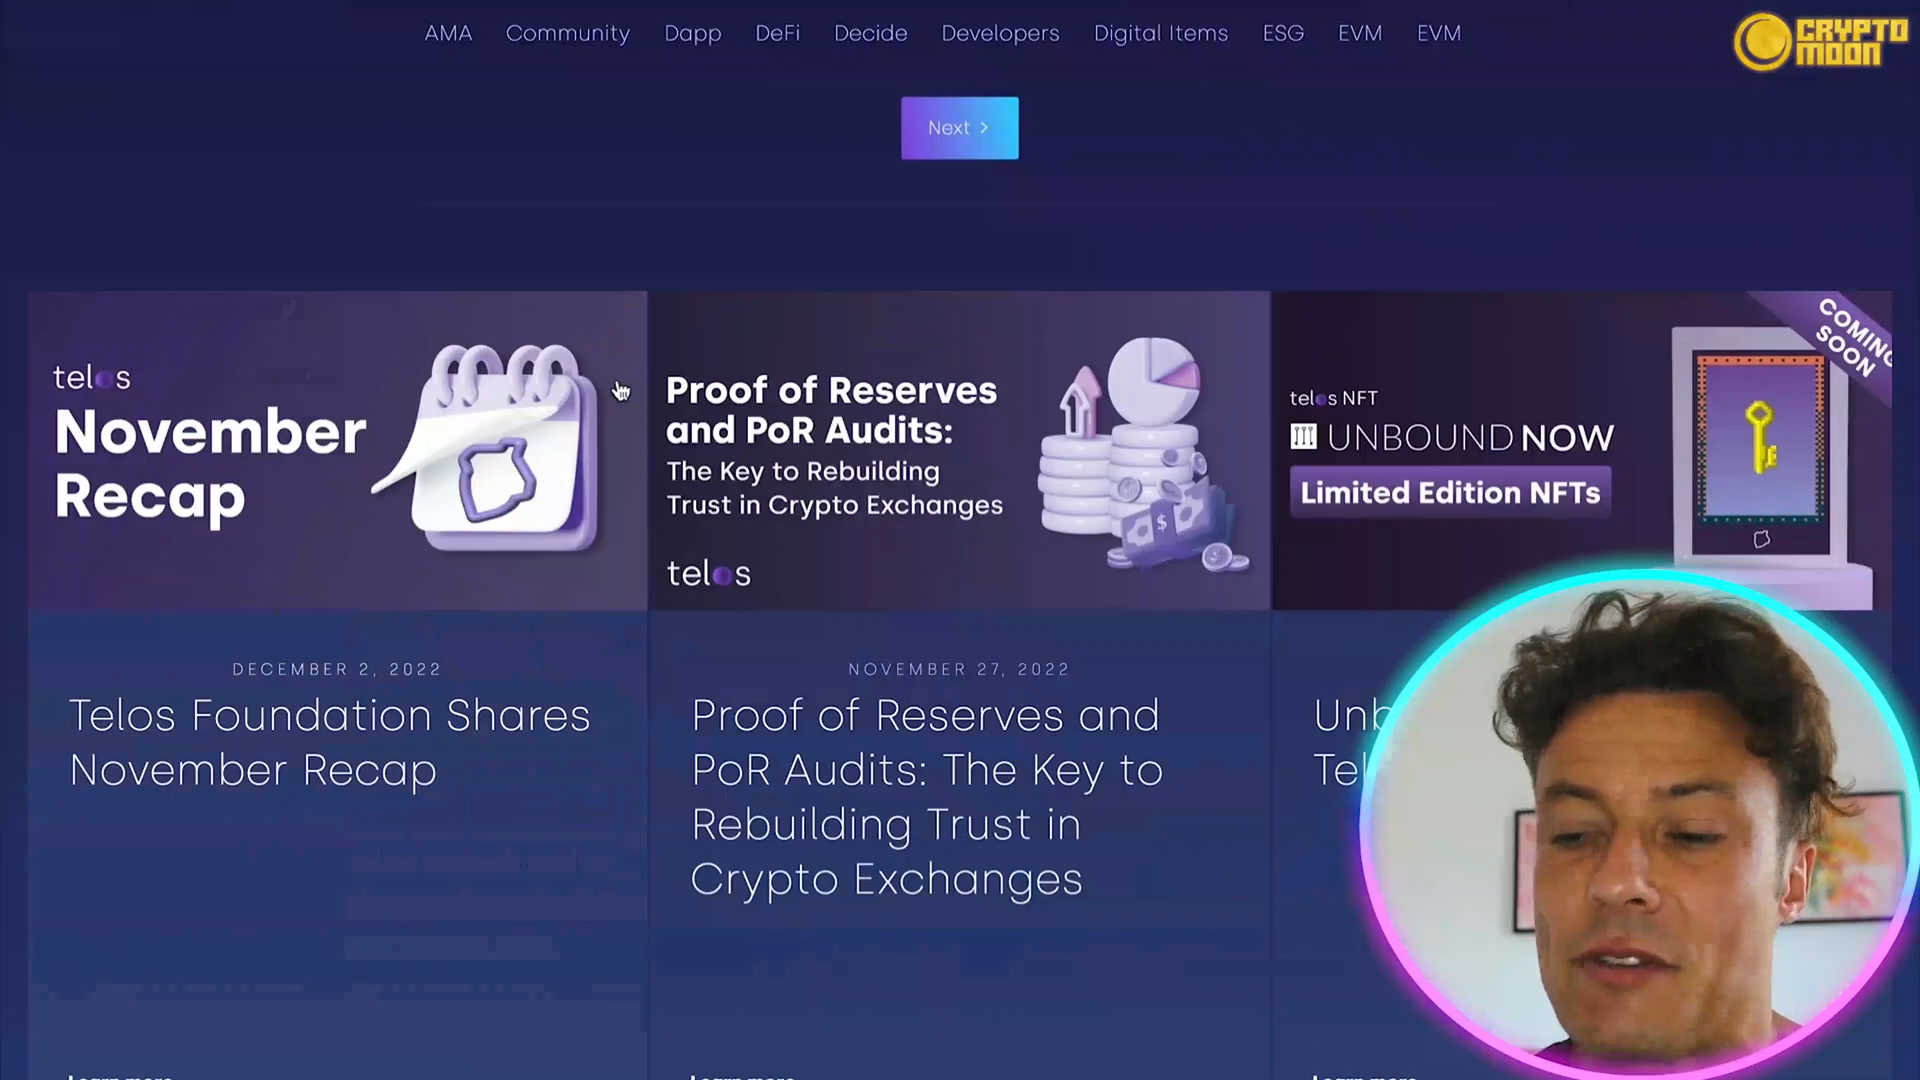 AMA Community Dapp DeFi Decide Developers Digital Items ESG EVM EVM
CRYPTO
MOON
Next >
telos
November
Recap
Proof of Reserves
and PoR Audits:
The Key to Rebuilding
Trust in Crypto Exchanges
telos
COMING
SOON
telos NFT
UNBOUND NOW
Limited Edition NFTs
DECEMBER 2, 2022
Telos Foundation Shares
November Recap
NOVEMBER 27, 2022
Proof of Reserves and
PoR Audits: The Key to
Rebuilding Trust in
Crypto Exchanges